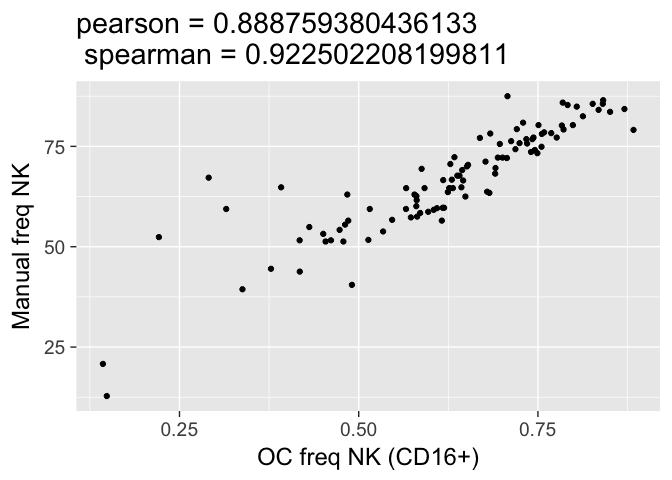 pearson = 0.888759380436133
spearman = 0.922502208199811
75
50
25
Manual freq NK
0.25 0.50 0.75
OC freq NK (CD16+)